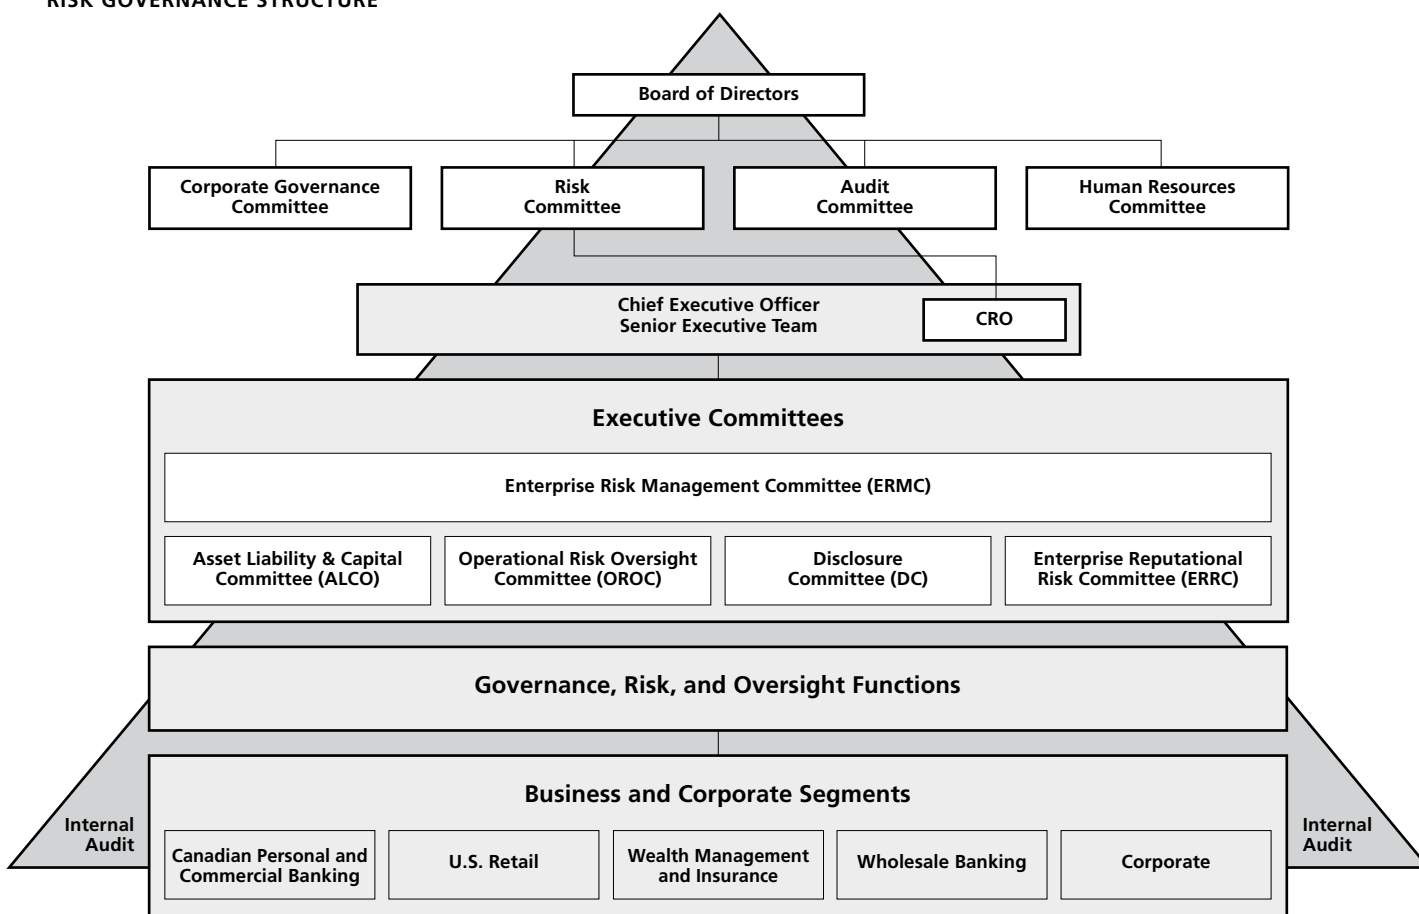 RISK GOVERNANCE STRUCTURE
Board of Directors
Corporate Governance
Committee
Risk
Committee
Audit
Committee
Human Resources
Committee
Chief Executive Officer
Senior Executive Team
CRO
Executive Committees
Enterprise Risk Management Committee (ERMC)
Asset Liability & Capital
Committee (ALCO)
Operational Risk Oversight
Committee (OROC)
Disclosure
Committee (DC)
Enterprise Reputational
Risk Committee (ERRC)
Governance, Risk, and Oversight Functions
Business and Corporate Segments
Internal
Audit
Canadian Personal and
Commercial Banking
U.S. Retail
Wealth Management
and Insurance
Wholesale Banking
Corporate
Internal
Audit